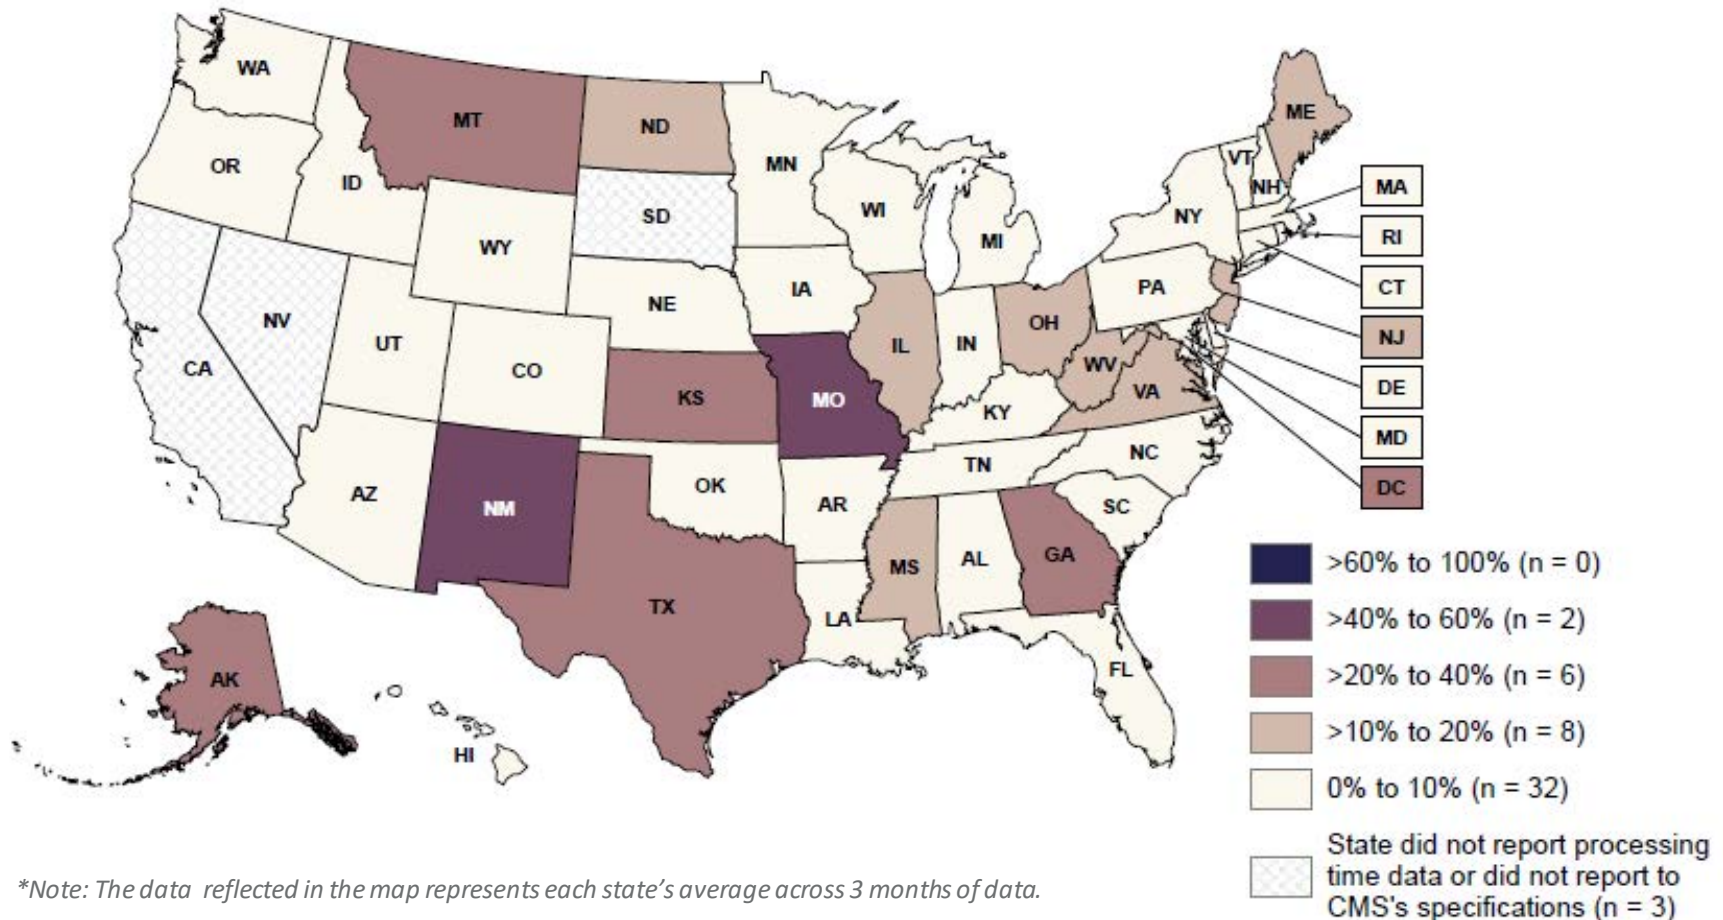 WA
MT
ND
ME
MN
VT
OR
ID
NH
MA
WI
NY
SD
RI
MI
WY
CT
PA
IA
NE
NV
OH
NJ
UT
IL
IN
WV
CA
CO
DE
VA
KS
MO
KY
MD
NC
TN
OK
DC
AZ
AR
SC
NM
GA
AL
MS
>60% to 100% (n = 0)
TX
LA
>40% to 60% (n = 2)
FL
AK
>20% to 40% (n = 6)
>10% to 20% (n = 8)
HI
0% to 10% (n = 32)
State did not report processing
time data or did not report to
CMS's specifications (n = 3)
*Note: The data reflected in the map represents each state's average across 3 months of data.